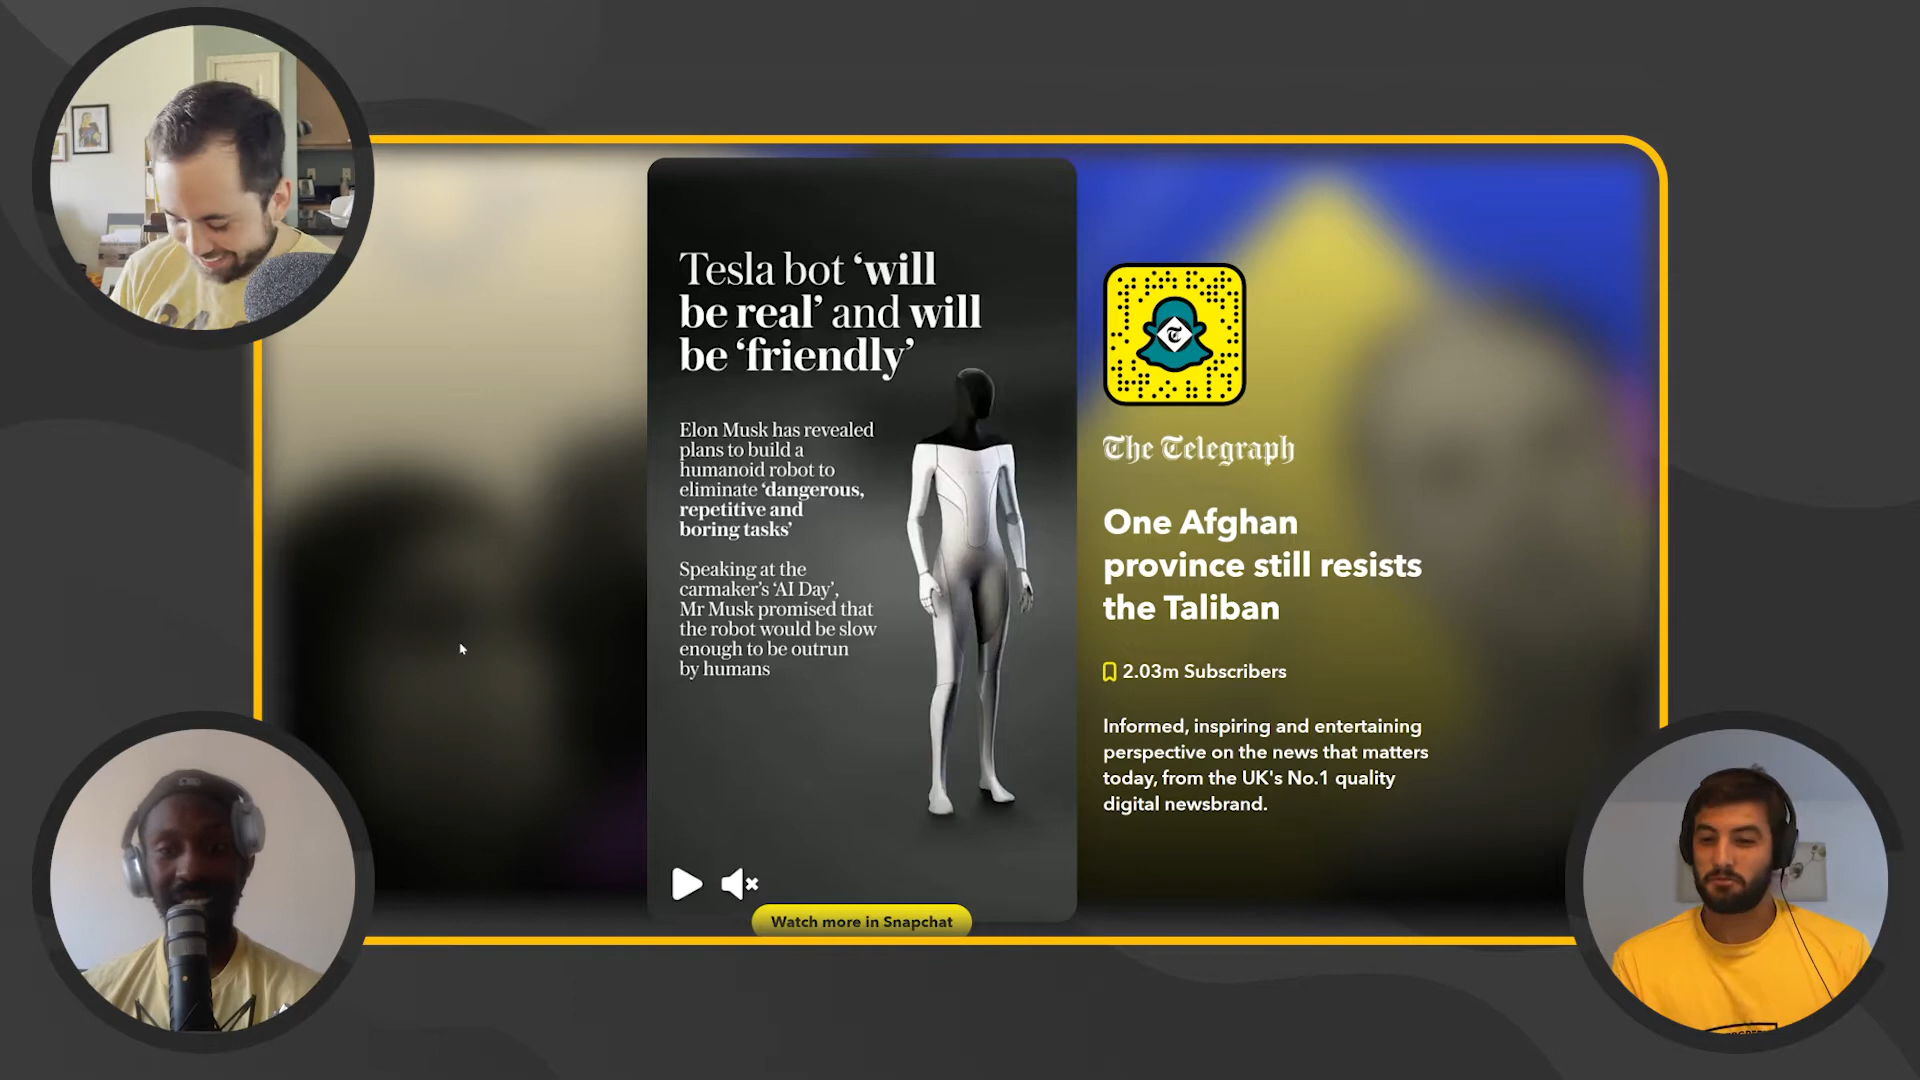 Tesla bot ‘will
be real’ and will
be ‘friendly’
Elon Musk has revealed
plans to build a
humanoid robot to
eliminate ‘dangerous,
repetitive and
boring tasks’
Speaking at the
carmaker’s ‘AI Day’,
Mr Musk promised that
the robot would be slow
enough to be outrun
by humans
Watch more in Snapchat
T
The Telegraph
One Afghan
province still resists
the Taliban
2.03m Subscribers
Informed, inspiring and entertaining
perspective on the news that matters
today, from the UK's No.1 quality
digital newsbrand.